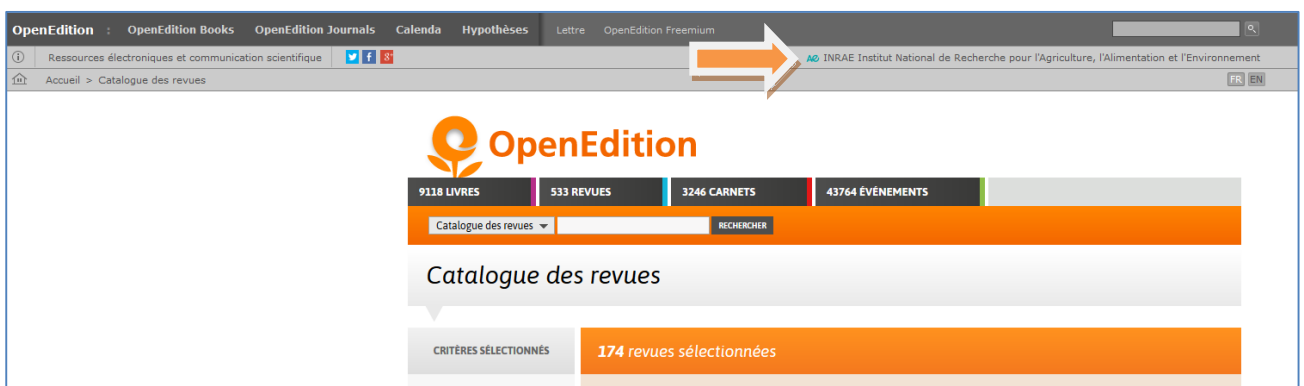 OpenEdition : OpenEdition Books OpenEdition Journals Calenda Hypothèses Lettre OpenEdition Freemium
Ressources électroniques et communication scientifique INRAE Institut National de Recherche pour l'Agriculture, l'Alimentation et l'Environnement
Accueil > Catalogue des revues FR EN
OpenEdition
9118 LIVRES 533 REVUES 3246 CARNETS 43764 ÉVÉNEMENTS
Catalogue des revues RECHERCHER
Catalogue des revues
CRITÈRES SÉLECTIONNÉS 174 revues sélectionnées